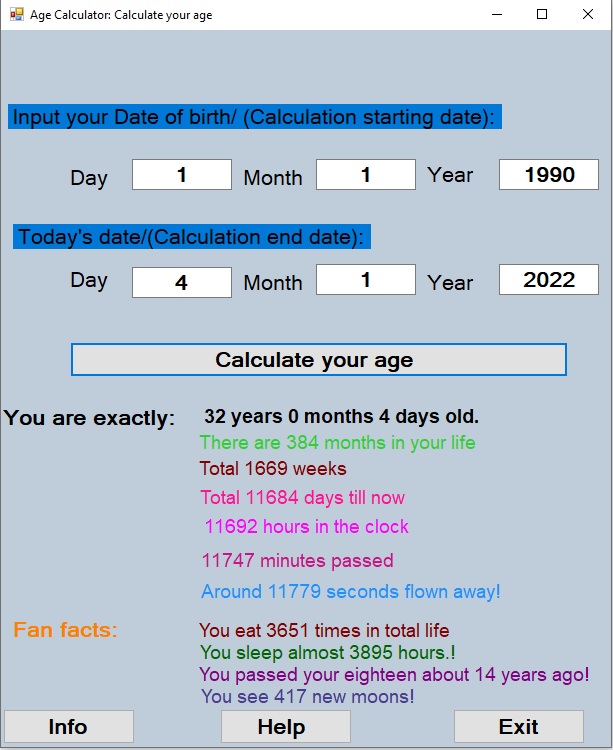 Age Calculator: Calculate your age
Input your Date of birth/ (Calculation starting date):
Day 1 Month 1 Year 1990
Today's date/(Calculation end date):
Day 4 Month 1 Year 2022
Calculate your age
You are exactly: 32 years 0 months 4 days old.
There are 384 months in your life
Total 1669 weeks
Total 11684 days till now
11692 hours in the clock
11747 minutes passed
Around 11779 seconds flown away!
Fan facts: You eat 3651 times in total life
You sleep almost 3895 hours.!
You passed your eighteen about 14 years ago!
You see 417 new moons!
Info Help Exit